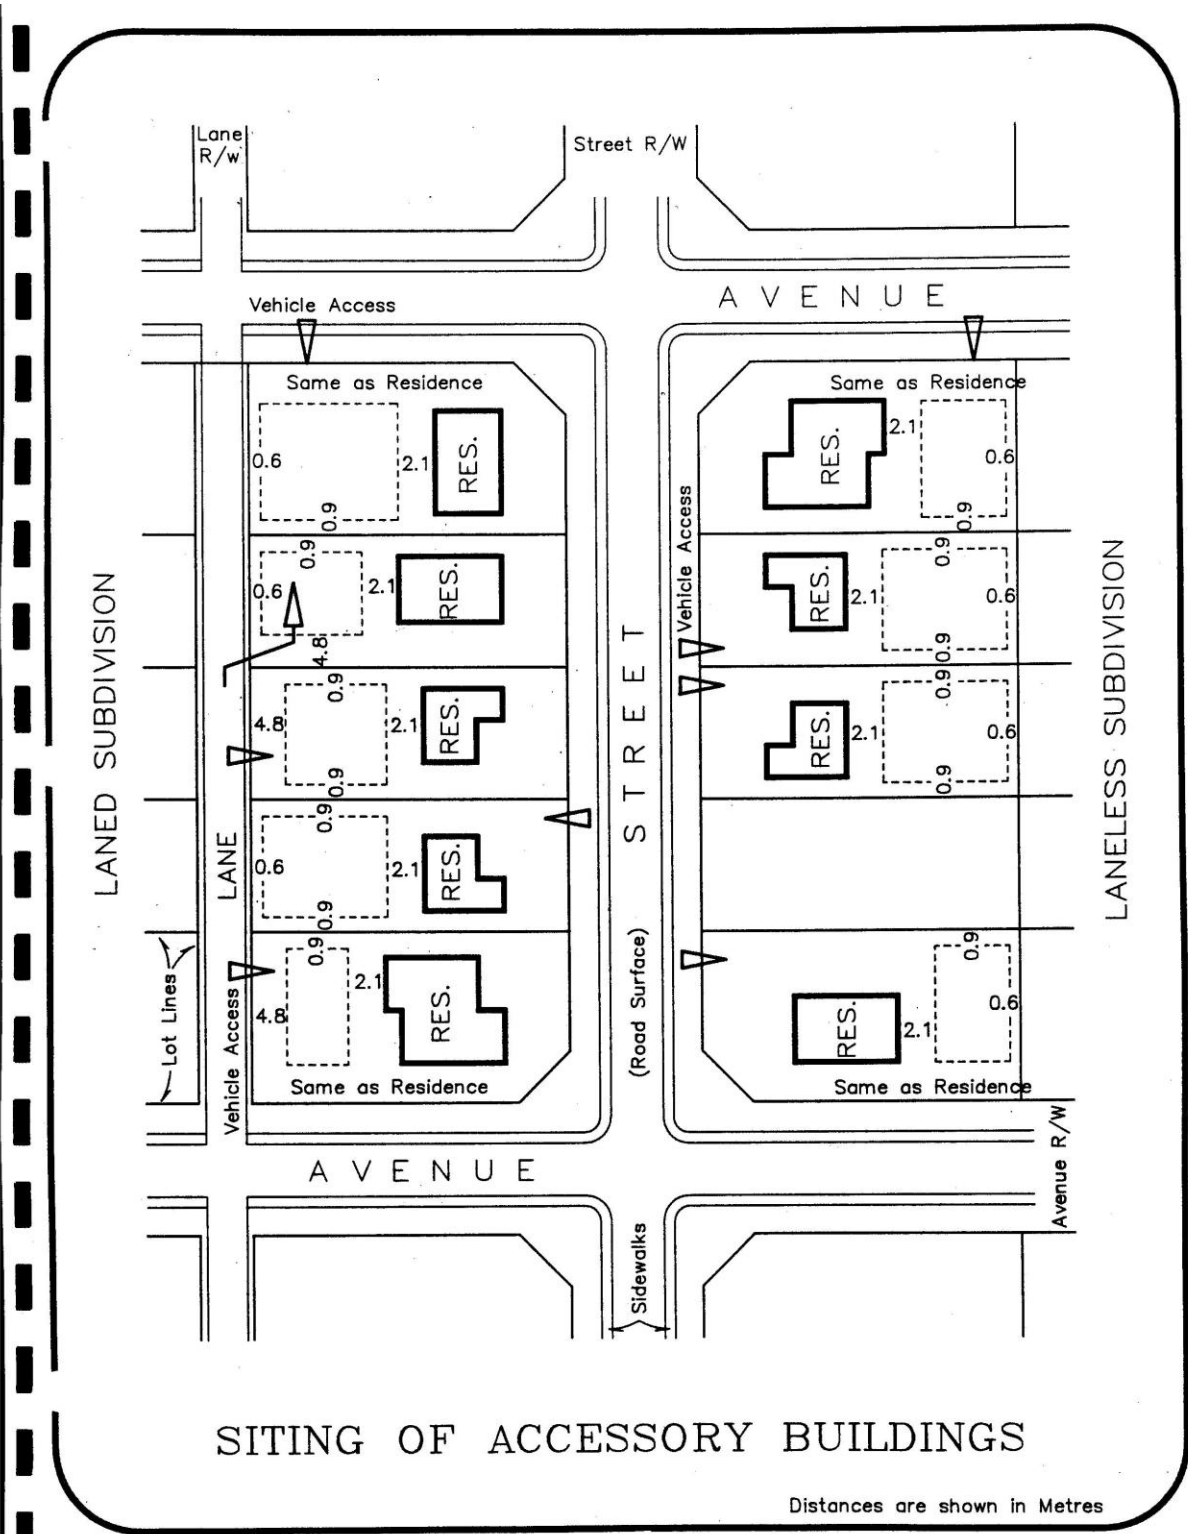 Lane
R/w
Street R/W
Vehicle Access
AVENUE
Same as Residence
Same as Residence
0.6
2.1
RES.
0.9
RES.
2.1
0.6
0.9
0.9
0.6
2.1
RES.
4.8
Vehicle Access
RES.
2.1
0.9
0.6
0.9
0.9
4.8
2.1
RES.
0.9
RES.
2.1
0.9
0.6
0.9
LANED SUBDIVISION
LANE
STREET
LANELESS SUBDIVISION
0.9
0.6
2.1
RES.
0.9
Lot Lines
Vehicle Access
0.9
4.8
2.1
RES.
Same as Residence
(Road Surface)
RES.
2.1
0.9
0.6
Same as Residence
AVENUE
Avenue R/W
Sidewalks
SITING OF ACCESSORY BUILDINGS
Distances are shown in Metres